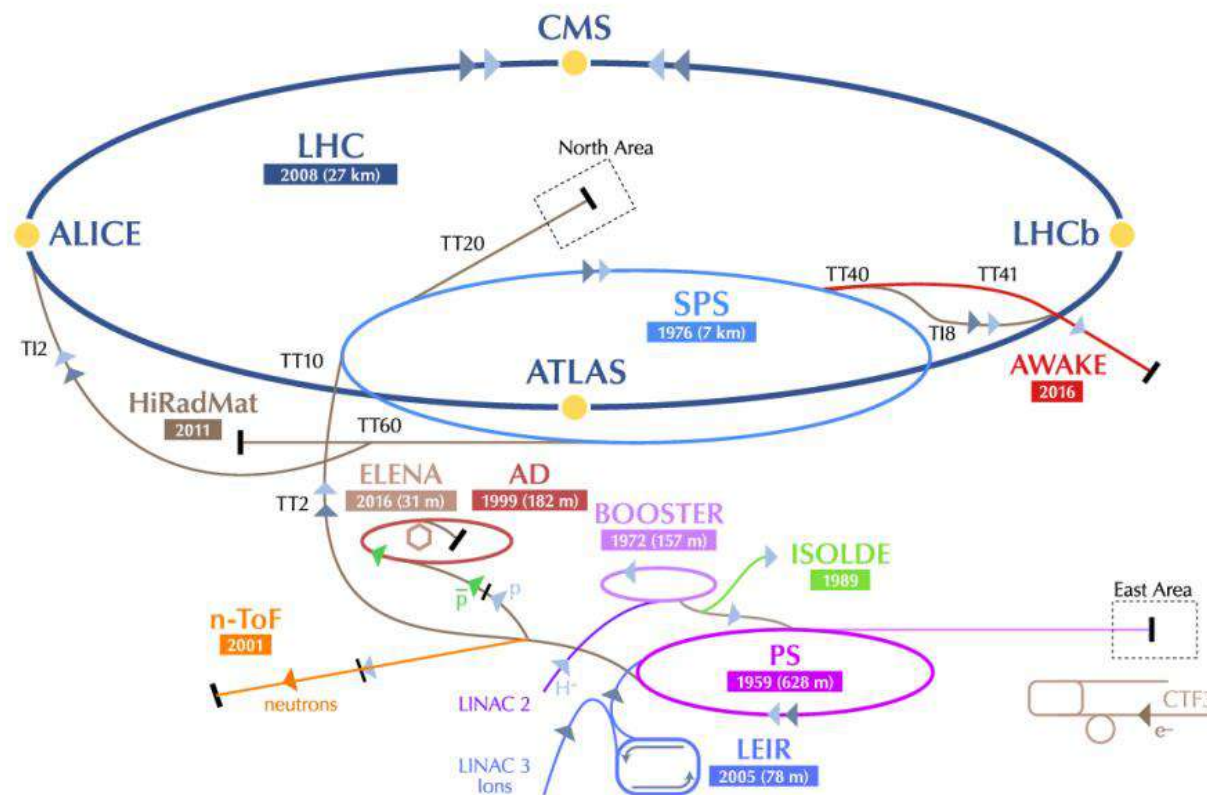 CMS
LHC
2008 (27 km)
North Area
ALICE
TT20
LHCb
TT40
TT41
SPS
1976 (7 km)
TI2
TT10
TI8
ATLAS
AWAKE
2016
HiRadMat
2011
TT60
ELENA
2016 (31 m)
AD
1999 (182 m)
TT2
BOOSTER
1972 (157 m)
ISOLDE
1989
p
p
East Area
n-ToF
2001
PS
1959 (628 m)
H-
neutrons
LINAC 2
CTF3
e-
LEIR
2005 (78 m)
LINAC 3
Ions